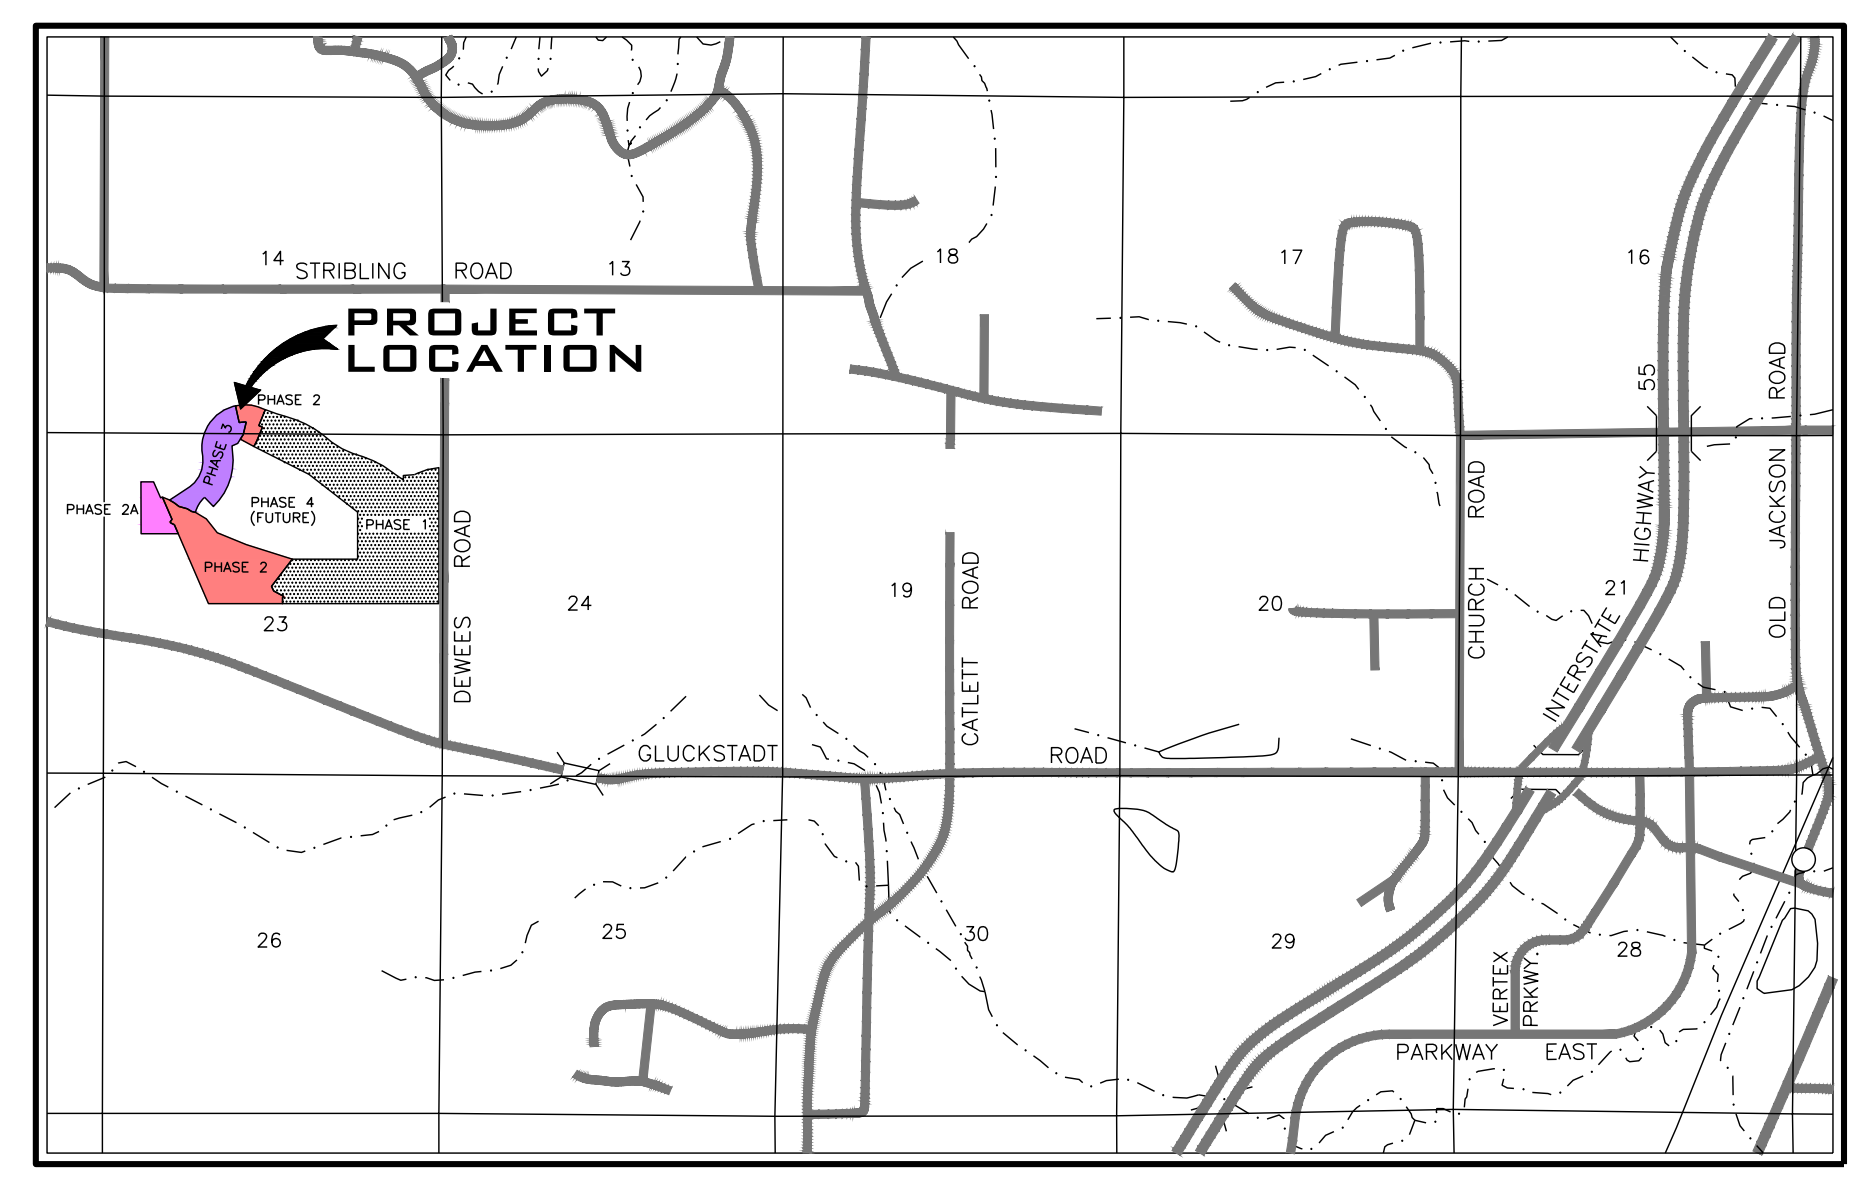 14
STRIBLING ROAD
13
18
17
16
PROJECT
LOCATION
PHASE 2
PHASE 3
PHASE 2A
PHASE 4
(FUTURE)
PHASE 1
PHASE 2
23
DEWEES ROAD
24
19
CATLETT ROAD
20
CHURCH ROAD
21
INTERSTATE HIGHWAY 55
OLD JACKSON ROAD
GLUCKSTADT ROAD
26
25
30
29
28
VERTEX
PRKWY.
PARKWAY EAST